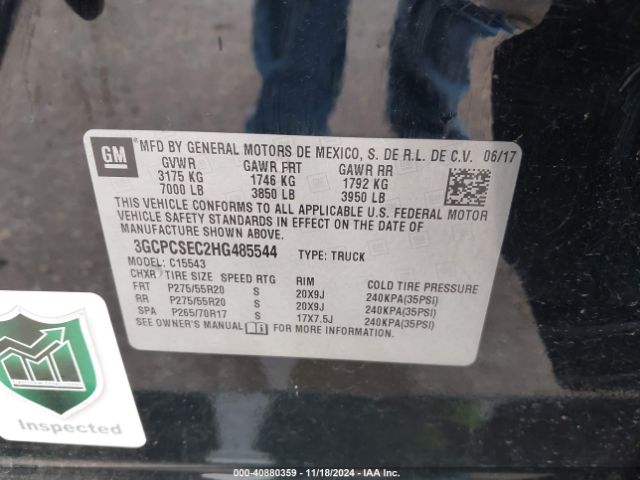 GM
® MFD BY GENERAL MOTORS DE MEXICO, S. DE R.L. DE C.V. 06/17
GVWR GAWR FRT GAWR RR
3175 KG 1746 KG 1792 KG
7000 LB 3850 LB 3950 LB
THIS VEHICLE CONFORMS TO ALL APPLICABLE U.S. FEDERAL MOTOR
VEHICLE SAFETY STANDARDS IN EFFECT ON THE DATE OF
MANUFACTURE SHOWN ABOVE.
3GCPCSEC2HG485544 TYPE: TRUCK
MODEL: C15543
CHXR TIRE SIZE SPEED RTG RIM COLD TIRE PRESSURE
FRT P275/55R20 S 20X9J 240KPA(35PSI)
RR P275/55R20 S 20X9J 240KPA(35PSI)
SPA P265/70R17 S 17X7.5J 240KPA(35PSI)
SEE OWNER'S MANUAL FOR MORE INFORMATION.
Inspected
000-40880359 - 11/18/2024 - IAA Inc.